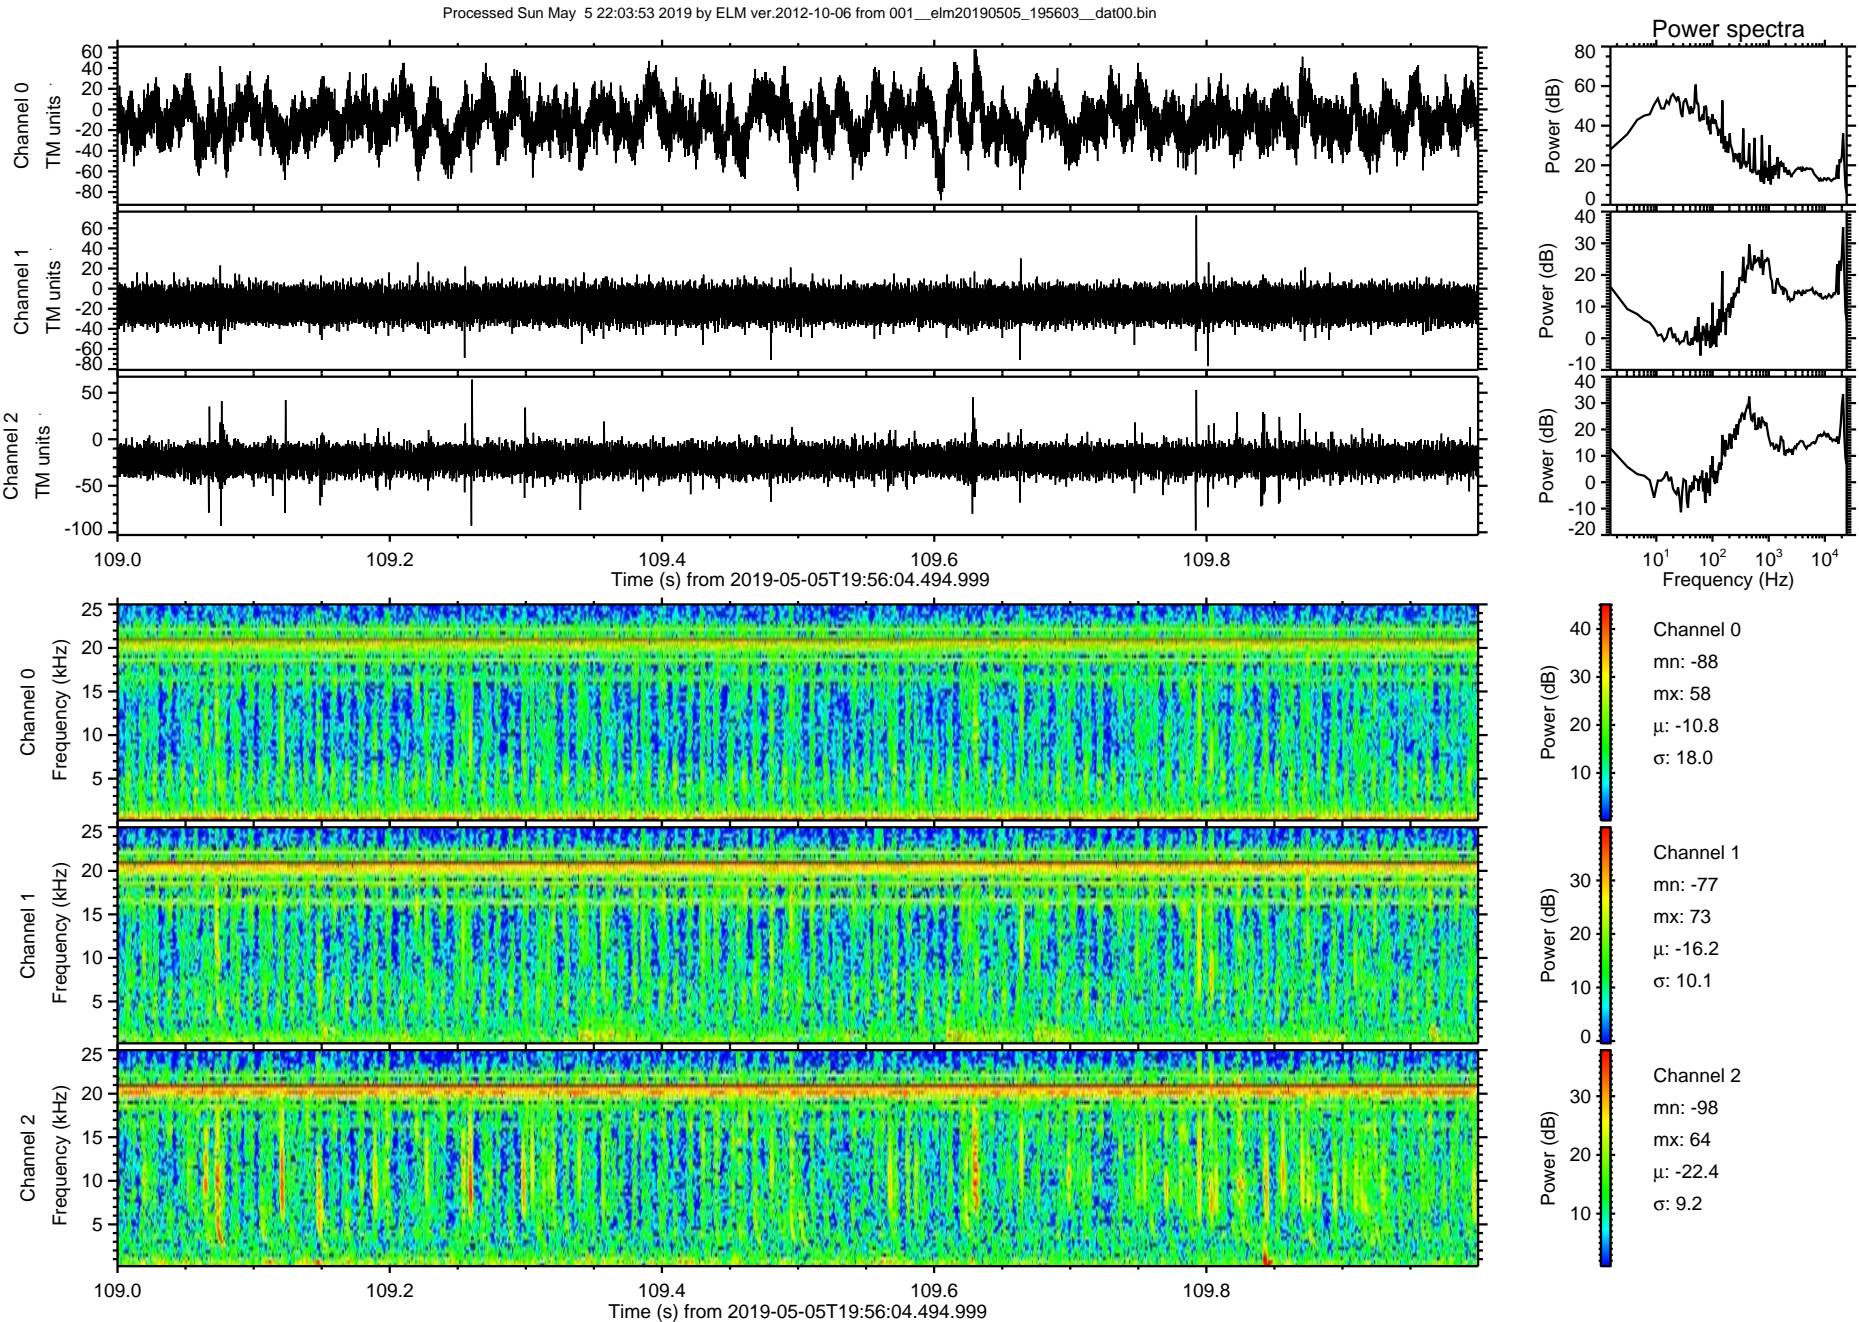 Processed Sun May  5 22:03:53 2019 by ELM ver.2012-10-06 from 001__elm20190505_195603__dat00.bin
Power spectra
Channel 0
TM units
60
40
20
0
-20
-40
-60
-80
Power (dB)
80
60
40
20
0
Channel 1
TM units
60
40
20
0
-20
-40
-60
-80
Power (dB)
40
30
20
10
0
-10
Channel 2
TM units
50
0
-50
-100
Power (dB)
40
30
20
10
0
-10
-20
109.0 109.2 109.4 109.6 109.8
Time (s) from 2019-05-05T19:56:04.494.999
10¹ 10² 10³ 10⁴
Frequency (Hz)
Channel 0
Frequency (kHz)
25
20
15
10
5
Power (dB)
40
30
20
10
Channel 0
mn: -88
mx: 58
μ: -10.8
σ: 18.0
Channel 1
Frequency (kHz)
25
20
15
10
5
Power (dB)
30
20
10
0
Channel 1
mn: -77
mx: 73
μ: -16.2
σ: 10.1
Channel 2
Frequency (kHz)
25
20
15
10
5
Power (dB)
30
20
10
Channel 2
mn: -98
mx: 64
μ: -22.4
σ: 9.2
109.0 109.2 109.4 109.6 109.8
Time (s) from 2019-05-05T19:56:04.494.999